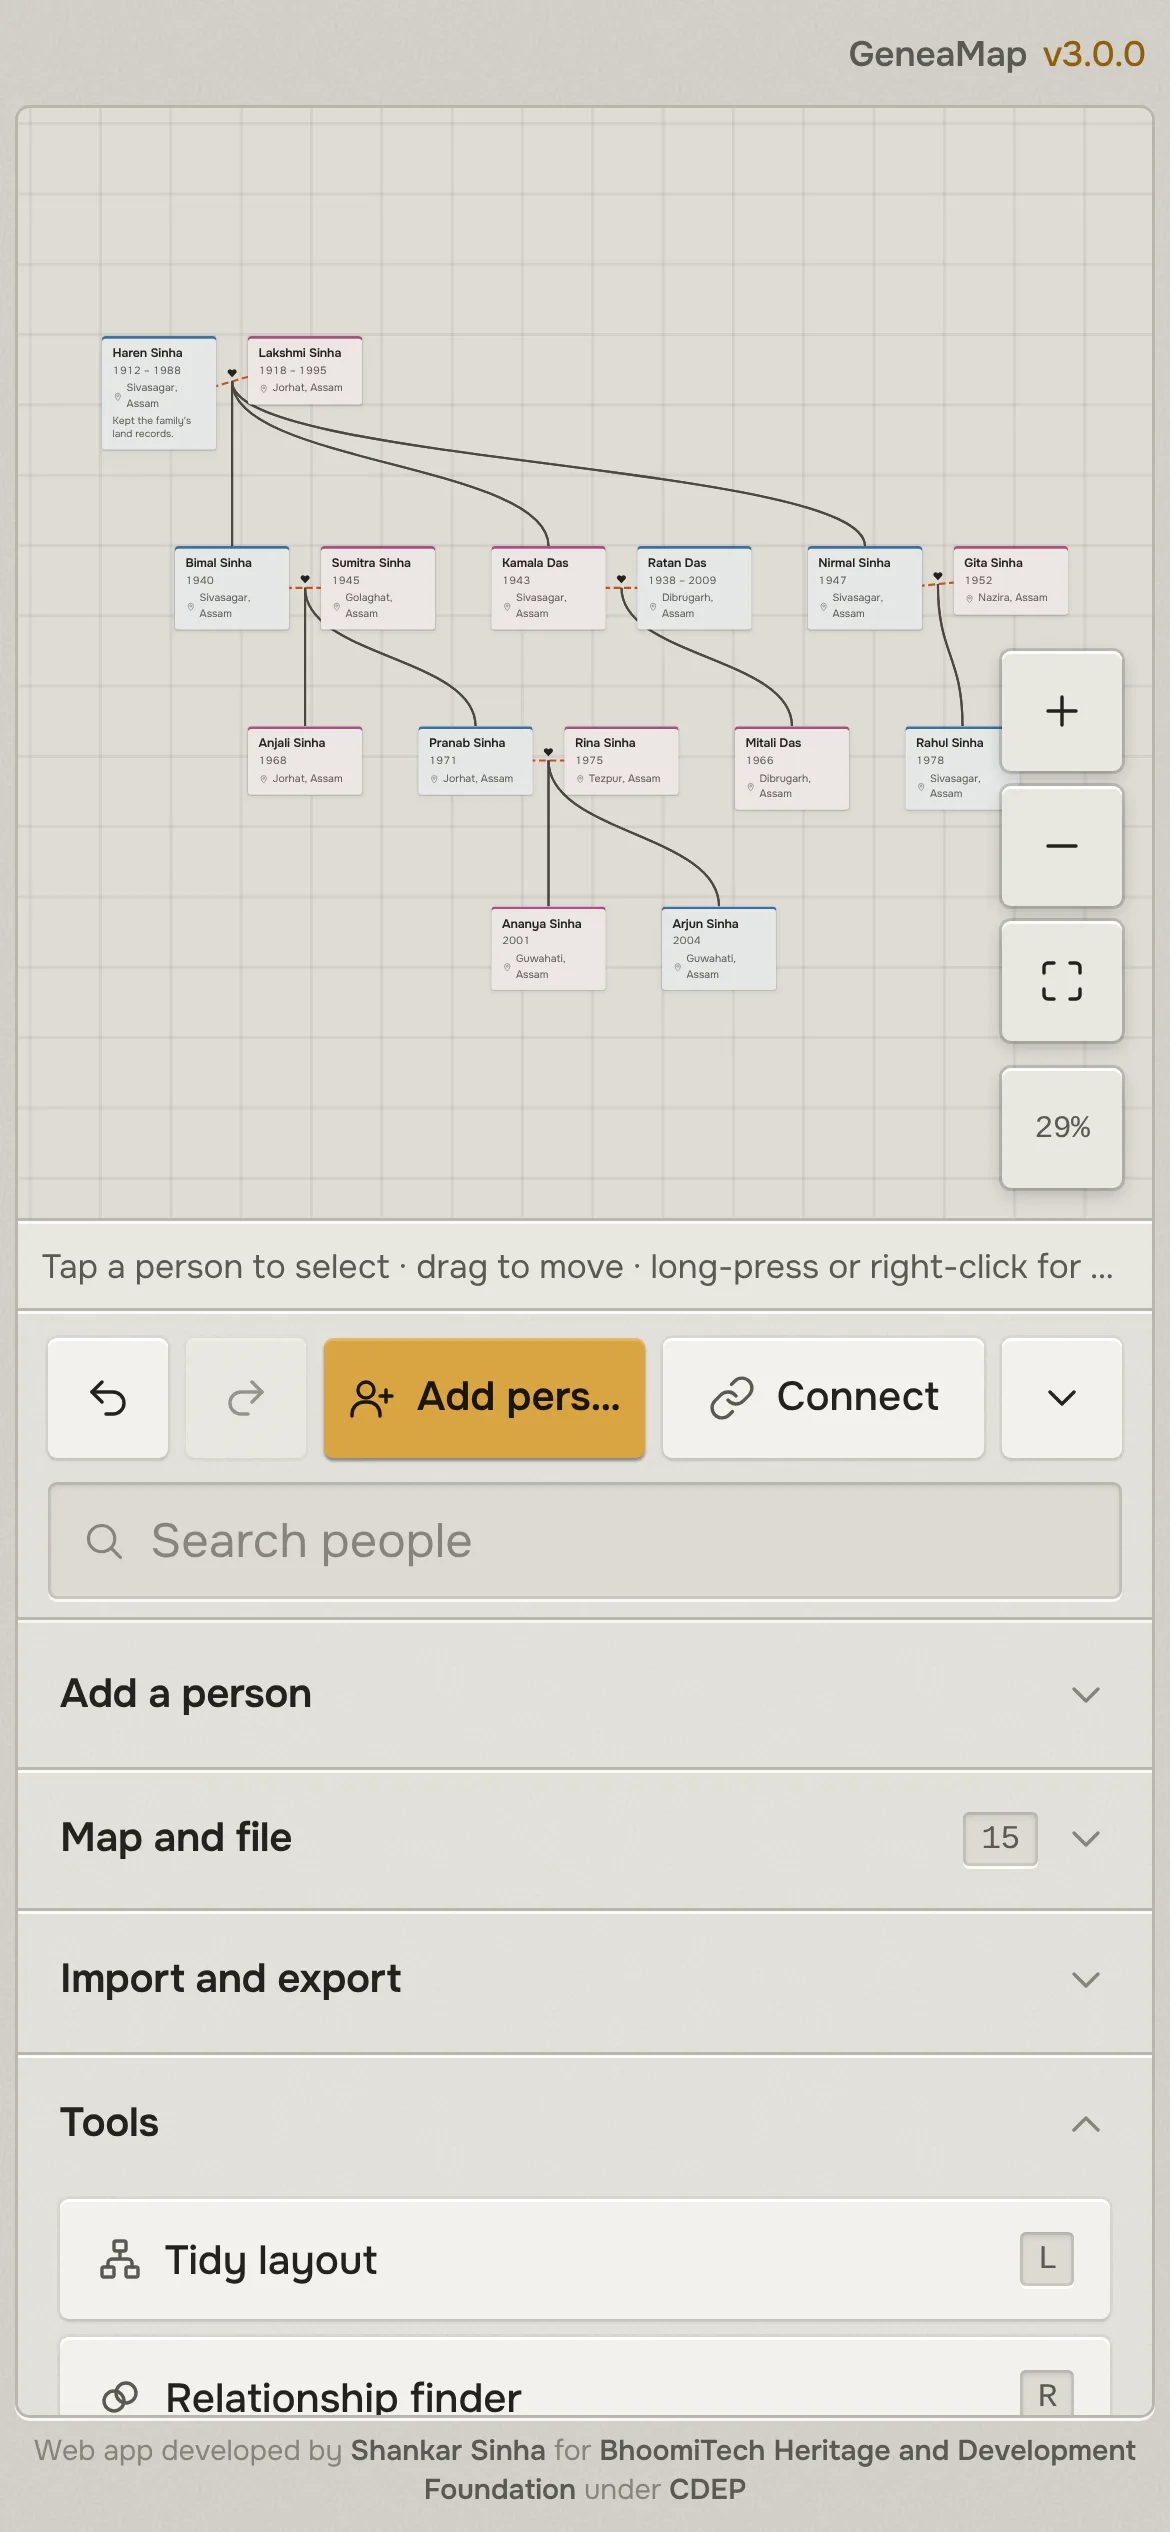 GeneaMap v3.0.0
Haren Sinha
1912 – 1988
Sivasagar,
Assam
Kept the family's
land records.
Lakshmi Sinha
1918 – 1995
Jorhat, Assam
Bimal Sinha
1940
Sivasagar,
Assam
Sumitra Sinha
1945
Golaghat,
Assam
Kamala Das
1943
Sivasagar,
Assam
Ratan Das
1938 – 2009
Dibrugarh,
Assam
Nirmal Sinha
1947
Sivasagar,
Assam
Gita Sinha
1952
Nazira, Assam
Anjali Sinha
1968
Jorhat, Assam
Pranab Sinha
1971
Jorhat, Assam
Rina Sinha
1975
Tezpur, Assam
Mitali Das
1966
Dibrugarh,
Assam
Rahul Sinha
1978
Sivasagar,
Assam
Ananya Sinha
2001
Guwahati,
Assam
Arjun Sinha
2004
Guwahati,
Assam
29%
Tap a person to select · drag to move · long-press or right-click for ...
Add pers... Connect
Search people
Add a person
Map and file 15
Import and export
Tools
Tidy layout L
Relationship finder R
Web app developed by Shankar Sinha for BhoomiTech Heritage and Development
Foundation under CDEP